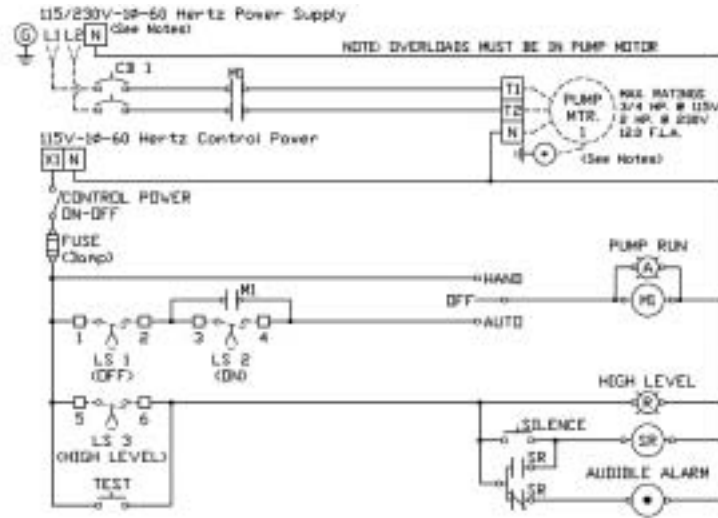 115/230V-1Ø-60 Hertz Power Supply
G L1 L2 N (See Notes)
NOTE: OVERLOADS MUST BE IN PUMP MOTOR
CB 1
M1
T1
T2
N
PUMP
MTR.
1
MAX. RATINGS
3/4 HP. @ 115V
2 HP. @ 230V
12.0 F.L.A.
(See Notes)
115V-1Ø-60 Hertz Control Power
X1 N
CONTROL POWER
ON-OFF
FUSE
PUMP RUN
A
HAND
OFF
M1
AUTO
M1
1 2 3 4
LS 1
(OFF)
LS 2
(ON)
HIGH LEVEL
R
5 6
LS 3
(HIGH LEVEL)
SILENCE
SR
SR
TEST
AUDIBLE ALARM
SR